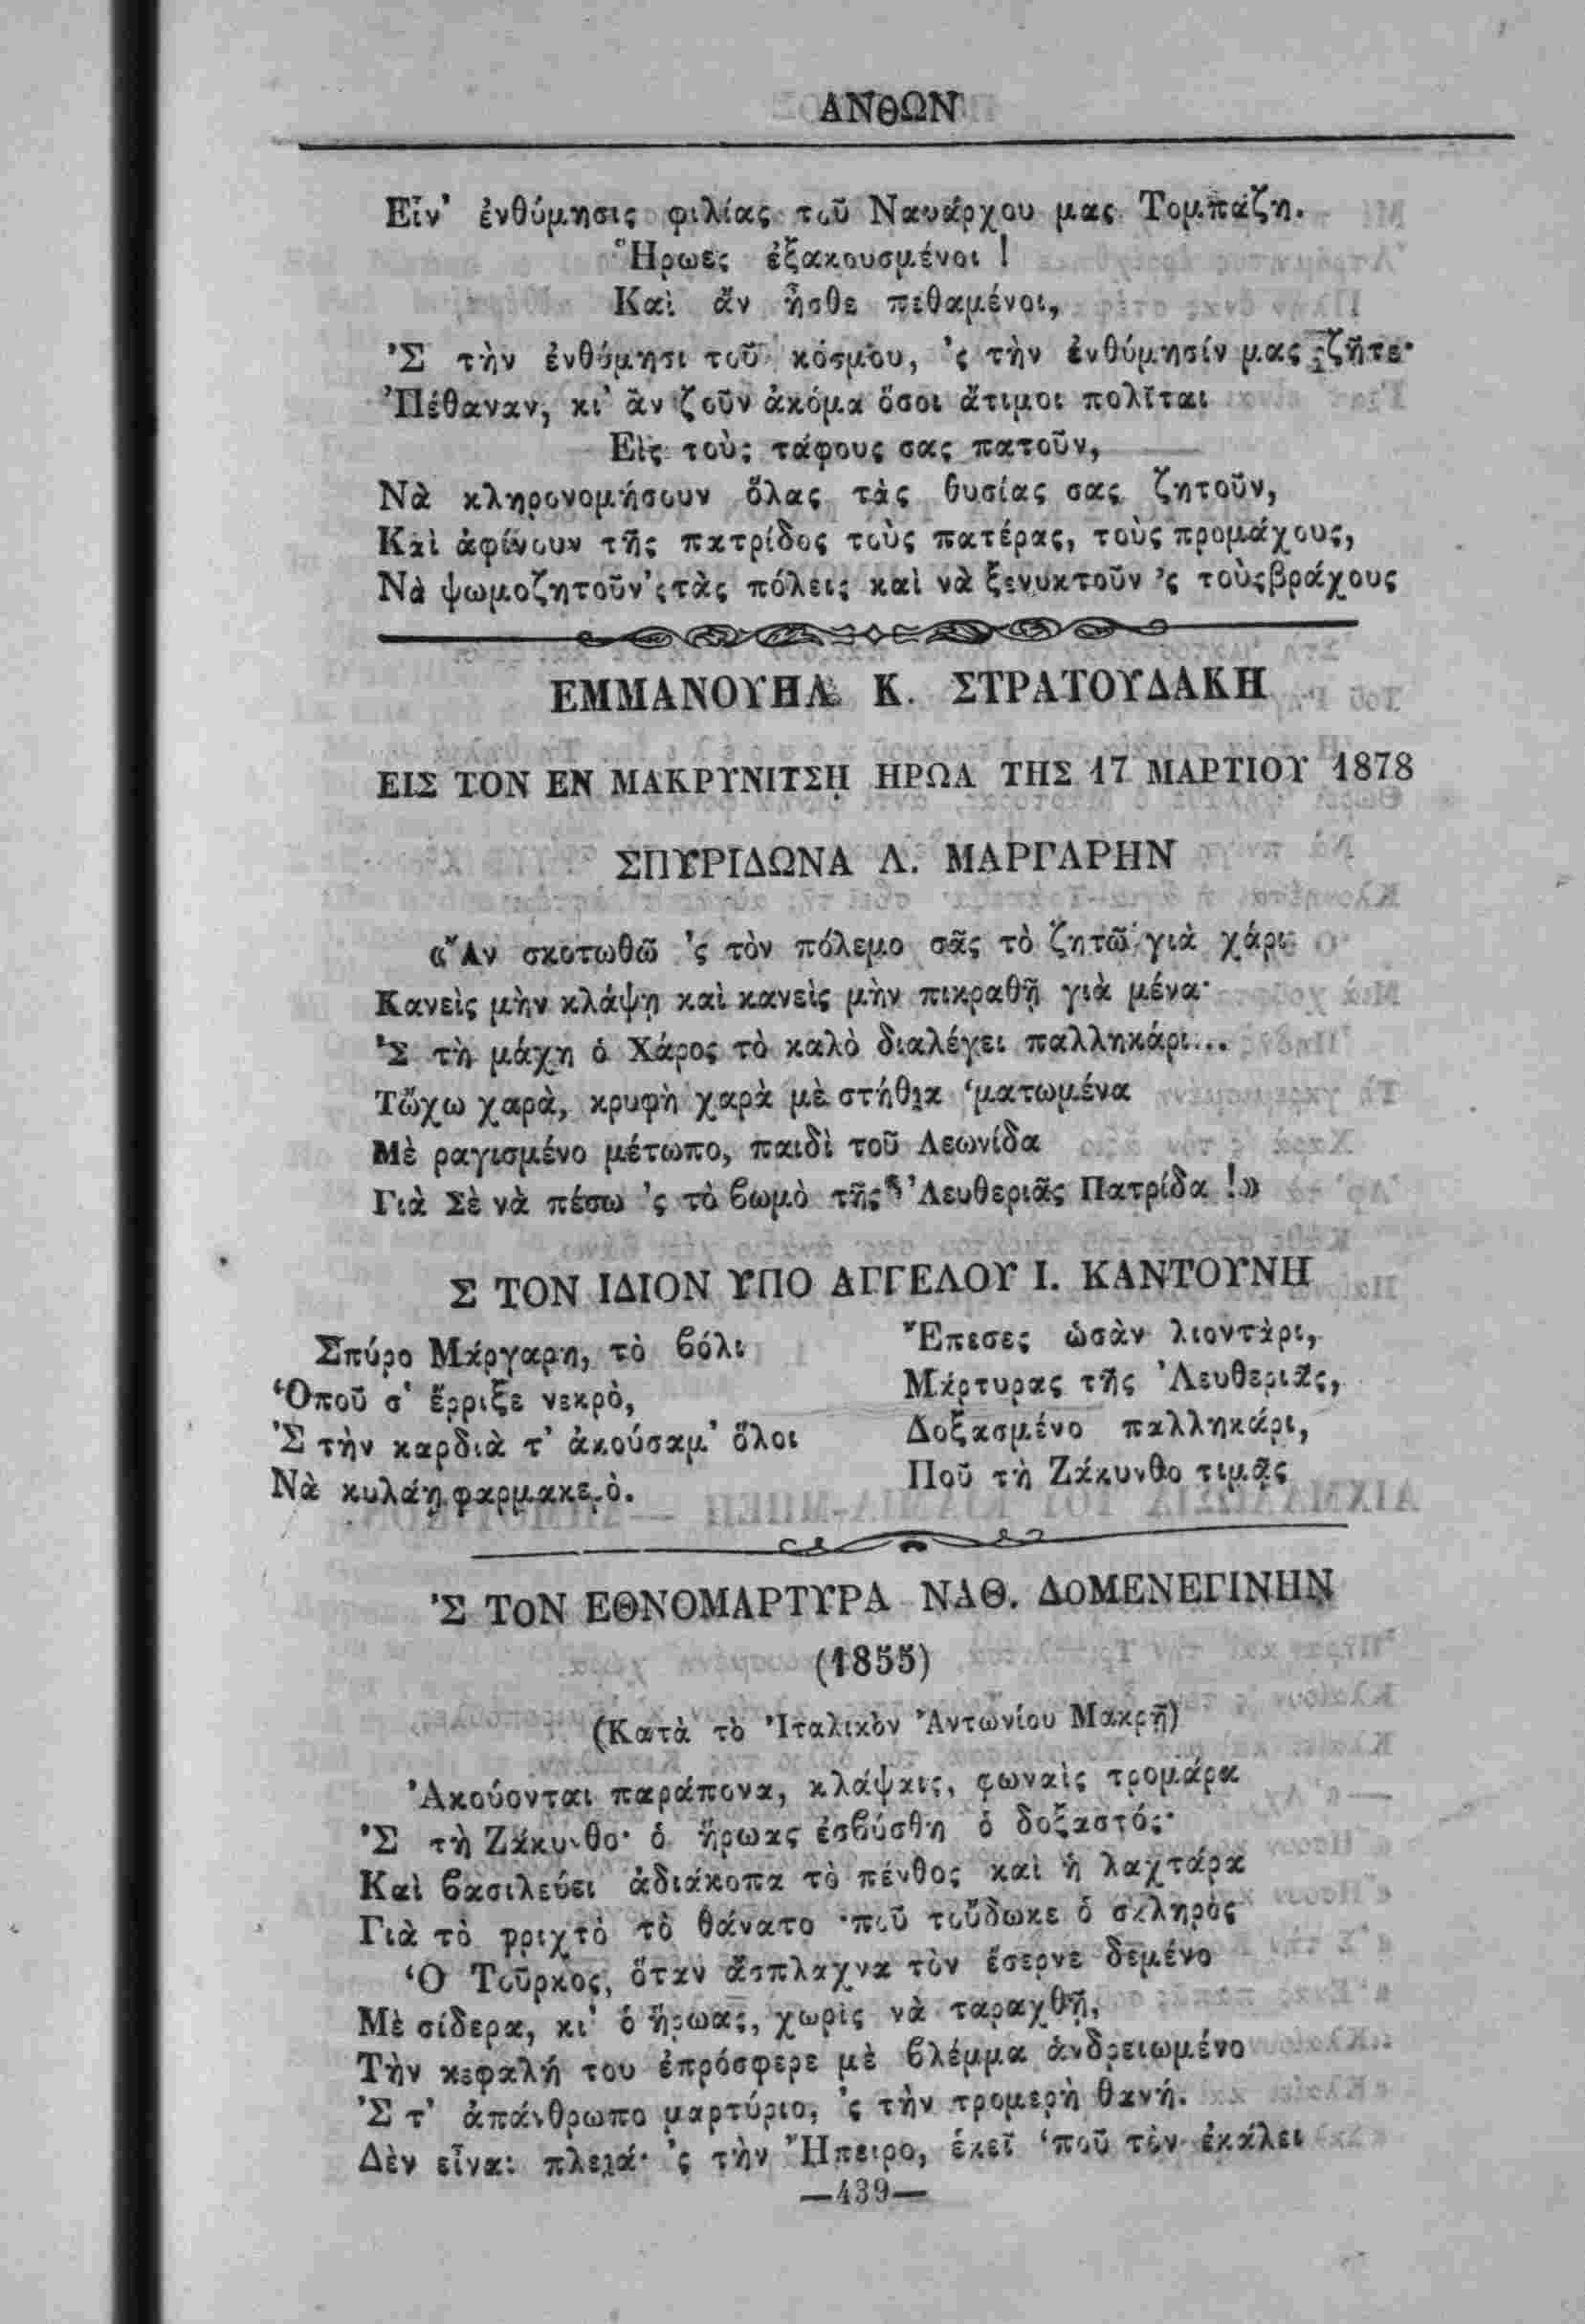 ΑΝΘΩΝ
Εἶν' ἐνθύμησις φιλίας τοῦ Ναυάρχου μας Τομπάζη.
Ἥρωες ἐξακουσμένοι !
Καὶ ἄν ἦσθε πεθαμένοι,
Ἀ Σ τὴν ἐνθύμησι τοῦ κόσμου, 'ς τὴν ἐνθύμησίν μας ζῆτε·
Ἀπέθαναν, κι' ἂν ζοῦν ἀκόμα ὅσοι ἄτιμοι πολῖται
Εἰς τοὺς τάφους σας πατοῦν,
Νὰ κληρονομήσουν ὅλας τὰς θυσίας σας ζητοῦν,
Καὶ ἀφίνουν τῆς πατρίδος τοὺς πατέρας, τοὺς προμάχους,
Νὰ ψωμοζητοῦν 'ς τὰς πόλεις καὶ νὰ ξενυκτοῦν 'ς τοὺς βράχους
ΕΜΜΑΝΟΥΗΛ Κ. ΣΤΡΑΤΟΥΔΑΚΗ
ΕΙΣ ΤΟΝ ΕΝ ΜΑΚΡΥΝΙΤΣῌ ΗΡΩΑ ΤΗΣ 17 ΜΑΡΤΙΟΥ 1878
ΣΠΥΡΙΔΩΝΑ Λ. ΜΑΡΓΑΡΗΝ
«Ἂν σκοτωθῶ 'ς τὸν πόλεμο σᾶς τὸ ζητῶ γιὰ χάρι
Κανεὶς μὴν κλάψῃ καὶ κανεὶς μὴν πικραθῇ γιὰ μένα·
'Σ τὴ μάχη ὁ Χάρος τὸ καλὸ διαλέγει παλληκάρι...
Τὤχω χαρὰ, κρυφὴ χαρὰ μὲ στήθια 'ματωμένα
Μὲ ραγισμένο μέτωπο, παιδὶ τοῦ Λεωνίδα
Γιὰ Σὲ νὰ πέσω 'ς τὸ βωμὸ τῆς 'Λευθεριᾶς Πατρίδα !»
Σ ΤΟΝ ΙΔΙΟΝ ΥΠΟ ΑΓΓΕΛΟΥ Ι. ΚΑΝΤΟΥΝΗ
Σπύρο Μάργαρη, τὸ βόλι
Ὁποῦ σ' ἔρριξε νεκρὸ,
'Σ τὴν καρδιὰ τ' ἀκούσαμ' ὅλοι
Νὰ κυλάῃ φαρμακερὸ.
Ἔπεσες ὡσὰν λιοντάρι,
Μάρτυρας τῆς 'Λευθεριᾶς,
Δοξασμένο παλληκάρι,
Ποῦ τὴ Ζάκυνθο τιμᾷς
'Σ ΤΟΝ ΕΘΝΟΜΑΡΤΥΡΑ ΝΑΘ. ΔΟΜΕΝΕΓΙΝΗΝ
(1855)
(Κατὰ τὸ Ἰταλικὸν Ἀντωνίου Μακρῆ)
Ἀκούονται παράπονα, κλάψαις, φωναὶς τρομάρα
'Σ τὴ Ζάκυνθο· ὁ ἥρωας ἐσβύσθη ὁ δοξαστός·
Καὶ βασιλεύει ἀδιάκοπα τὸ πένθος καὶ ἡ λαχτάρα
Γιὰ τὸ φριχτὸ τὸ θάνατο 'ποῦ τοὔδωκε ὁ σκληρὸς
Ὁ Τοῦρκος, ὅταν ἄσπλαχνα τὸν ἔσερνε δεμένο
Μὲ σίδερα, κι' ὁ ἥρωας, χωρὶς νὰ ταραχθῇ,
Τὴν κεφαλή του ἐπρόσφερε μὲ βλέμμα ἀνδρειωμένο
'Σ τ' ἀπάνθρωπο μαρτύριο, 'ς τὴν τρομερὴ θανή.
Δὲν εἶναι πλειά· 'ς τὴν Ἤπειρο, ἐκεῖ 'ποῦ τὸν ἐκάλει
—439—